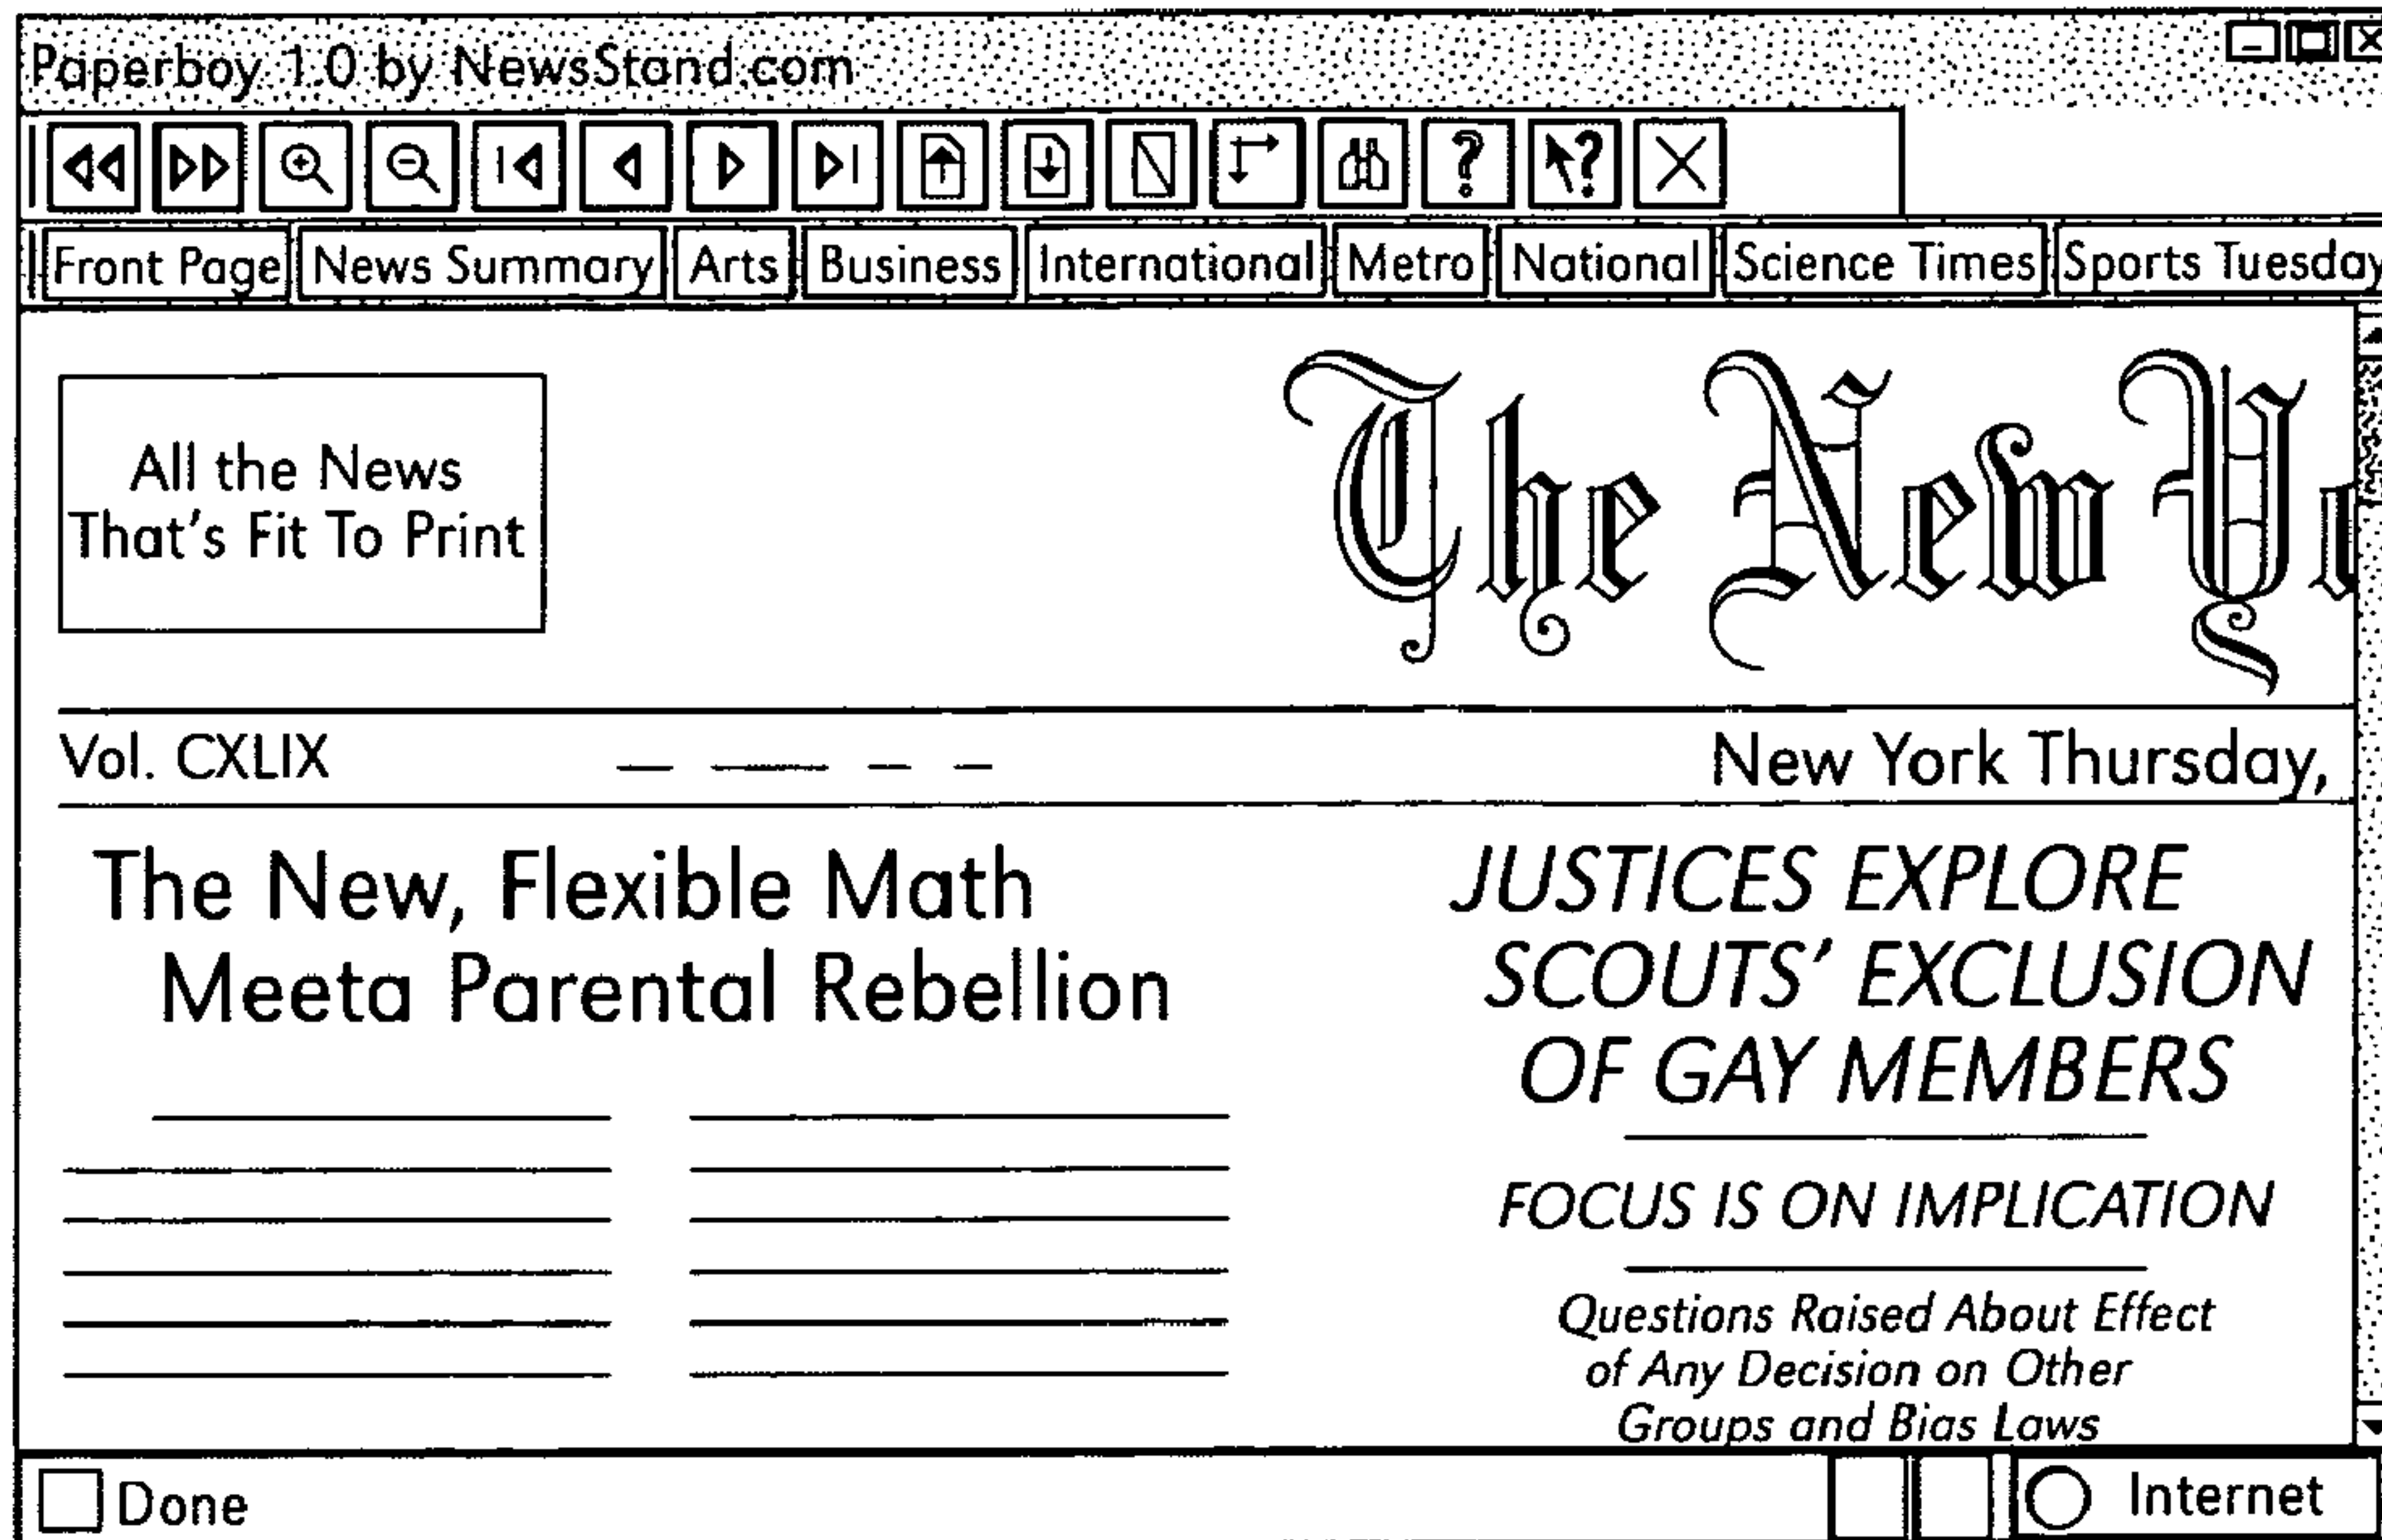 Paperboy 1.0 by NewsStand.com
Front Page News Summary Arts Business International Metro National Science Times Sports Tuesday
All the News
That's Fit To Print
The New Yo
Vol. CXLIX
New York Thursday,
The New, Flexible Math
Meeta Parental Rebellion
JUSTICES EXPLORE
SCOUTS' EXCLUSION
OF GAY MEMBERS
FOCUS IS ON IMPLICATION
Questions Raised About Effect
of Any Decision on Other
Groups and Bias Laws
Done
Internet